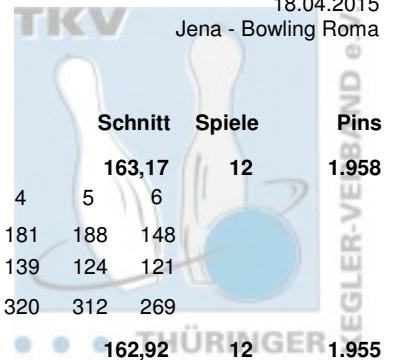 18.04.2015
TKV
Jena - Bowling Roma
Schnitt Spiele Pins
163,17 12 1.958
4 5 6
181 188 148
139 124 121
320 312 269
THÜRINGER
162,92 12 1.955
KEGLER-VERBAND e.V.